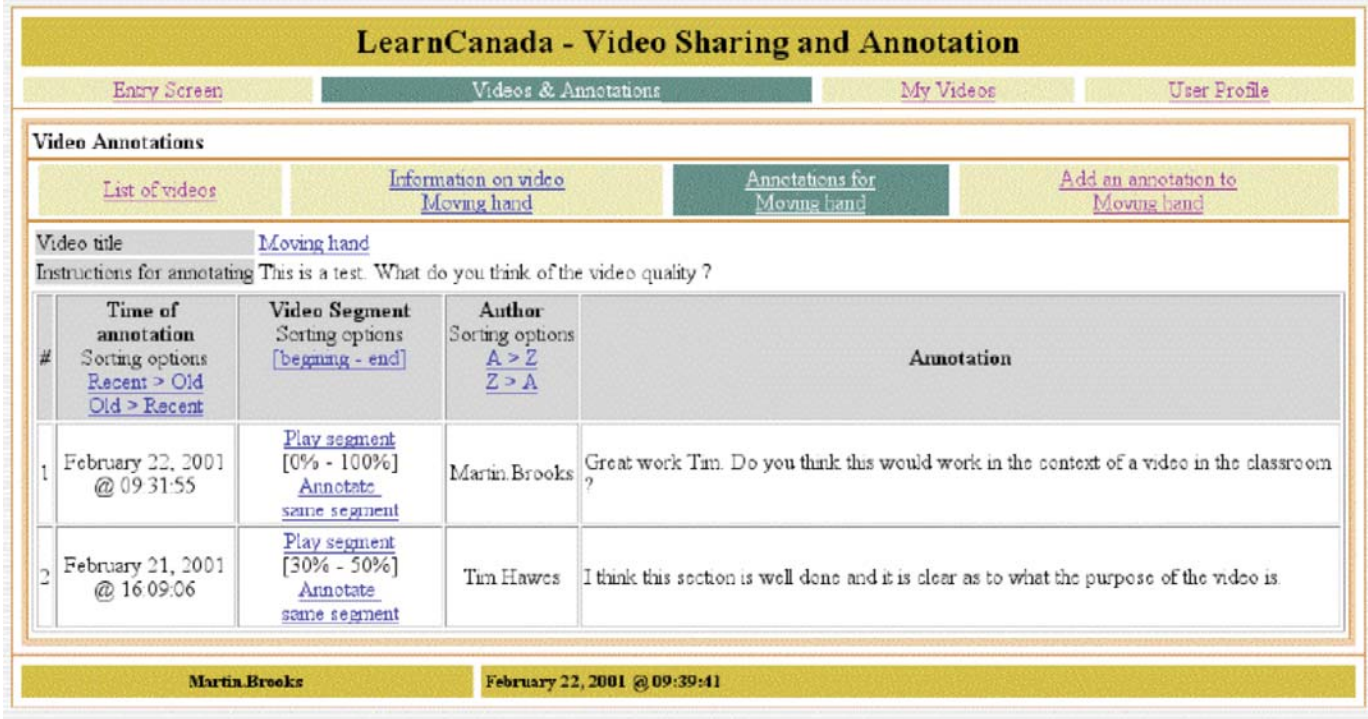 LearnCanada - Video Sharing and Annotation
Entry Screen Videos & Annotations My Videos User Profile
Video Annotations
List of videos
Information on video
Moving hand
Annotations for
Moving hand
Add an annotation to
Moving hand
Video title Moving hand
Instructions for annotating This is a test. What do you think of the video quality ?
#
Time of
annotation
Sorting options
Recent > Old
Old > Recent
Video Segment
Sorting options
[begining - end]
Author
Sorting options
A > Z
Z > A
Annotation
1
February 22, 2001
@ 09:31:55
Play segment
[0% - 100%]
Annotate
same segment
Martin.Brooks
Great work Tim. Do you think this would work in the context of a video in the classroom
?
2
February 21, 2001
@ 16:09:06
Play segment
[30% - 50%]
Annotate
same segment
Tim Hawes
I think this section is well done and it is clear as to what the purpose of the video is.
Martin.Brooks February 22, 2001 @ 09:39:41